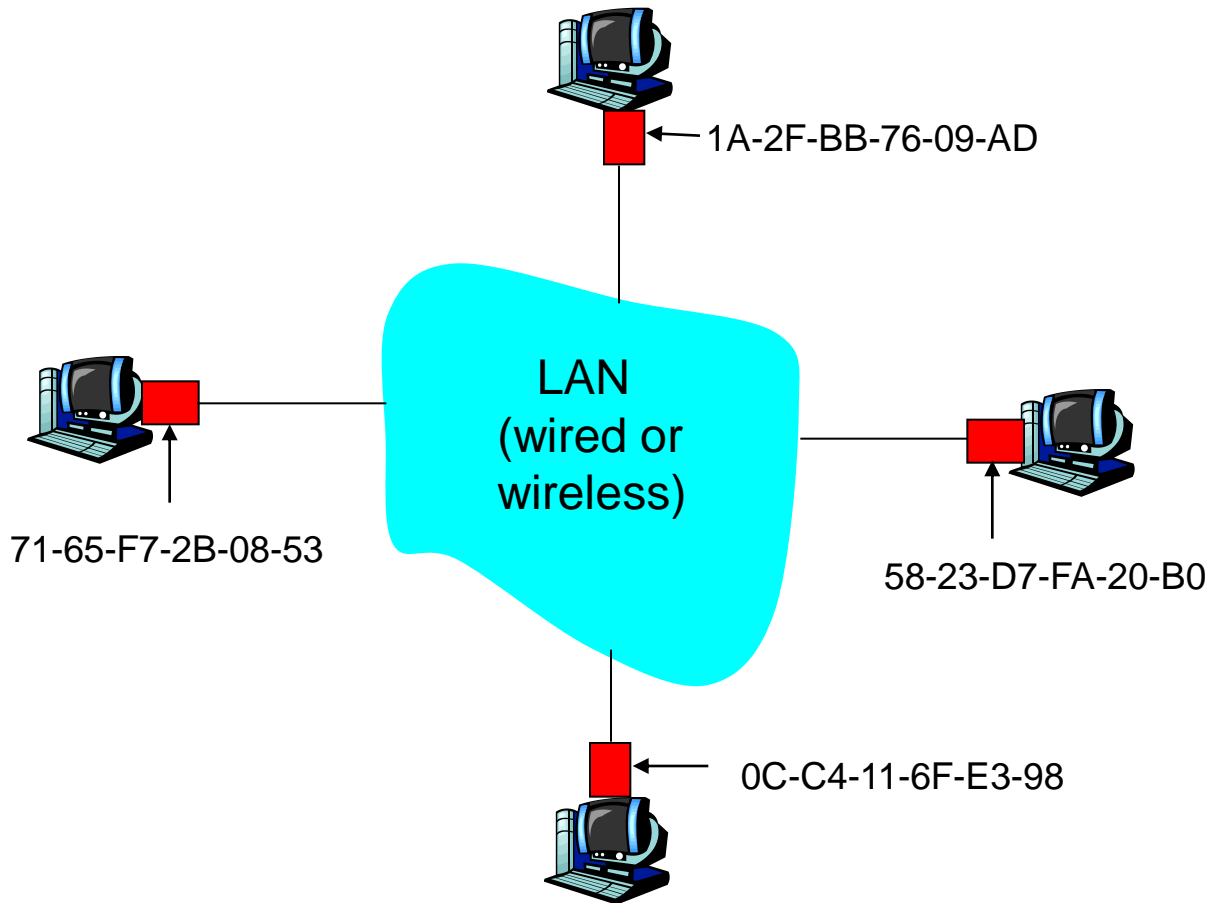 1A-2F-BB-76-09-AD
LAN
(wired or
wireless)
71-65-F7-2B-08-53
58-23-D7-FA-20-B0
0C-C4-11-6F-E3-98